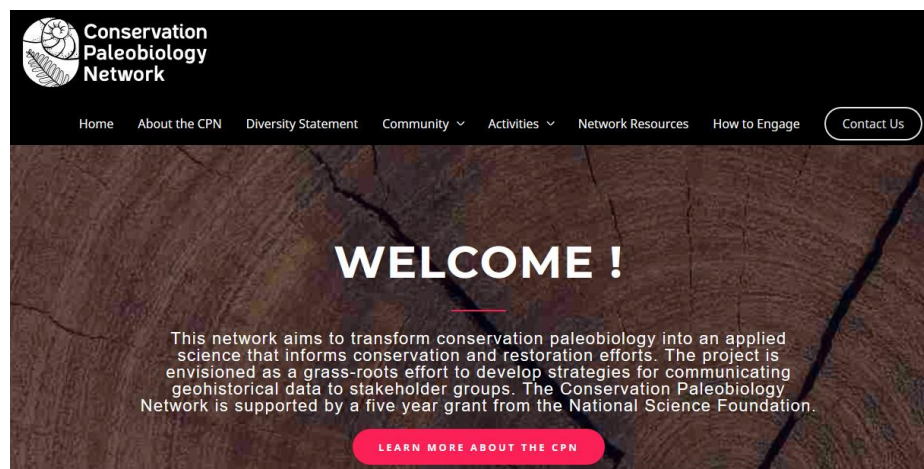 Conservation
Paleobiology
Network
Home About the CPN Diversity Statement Community Activities Network Resources How to Engage Contact Us
WELCOME !
This network aims to transform conservation paleobiology into an applied
science that informs conservation and restoration efforts. The project is
envisioned as a grass-roots effort to develop strategies for communicating
geohistorical data to stakeholder groups. The Conservation Paleobiology
Network is supported by a five year grant from the National Science Foundation.
LEARN MORE ABOUT THE CPN